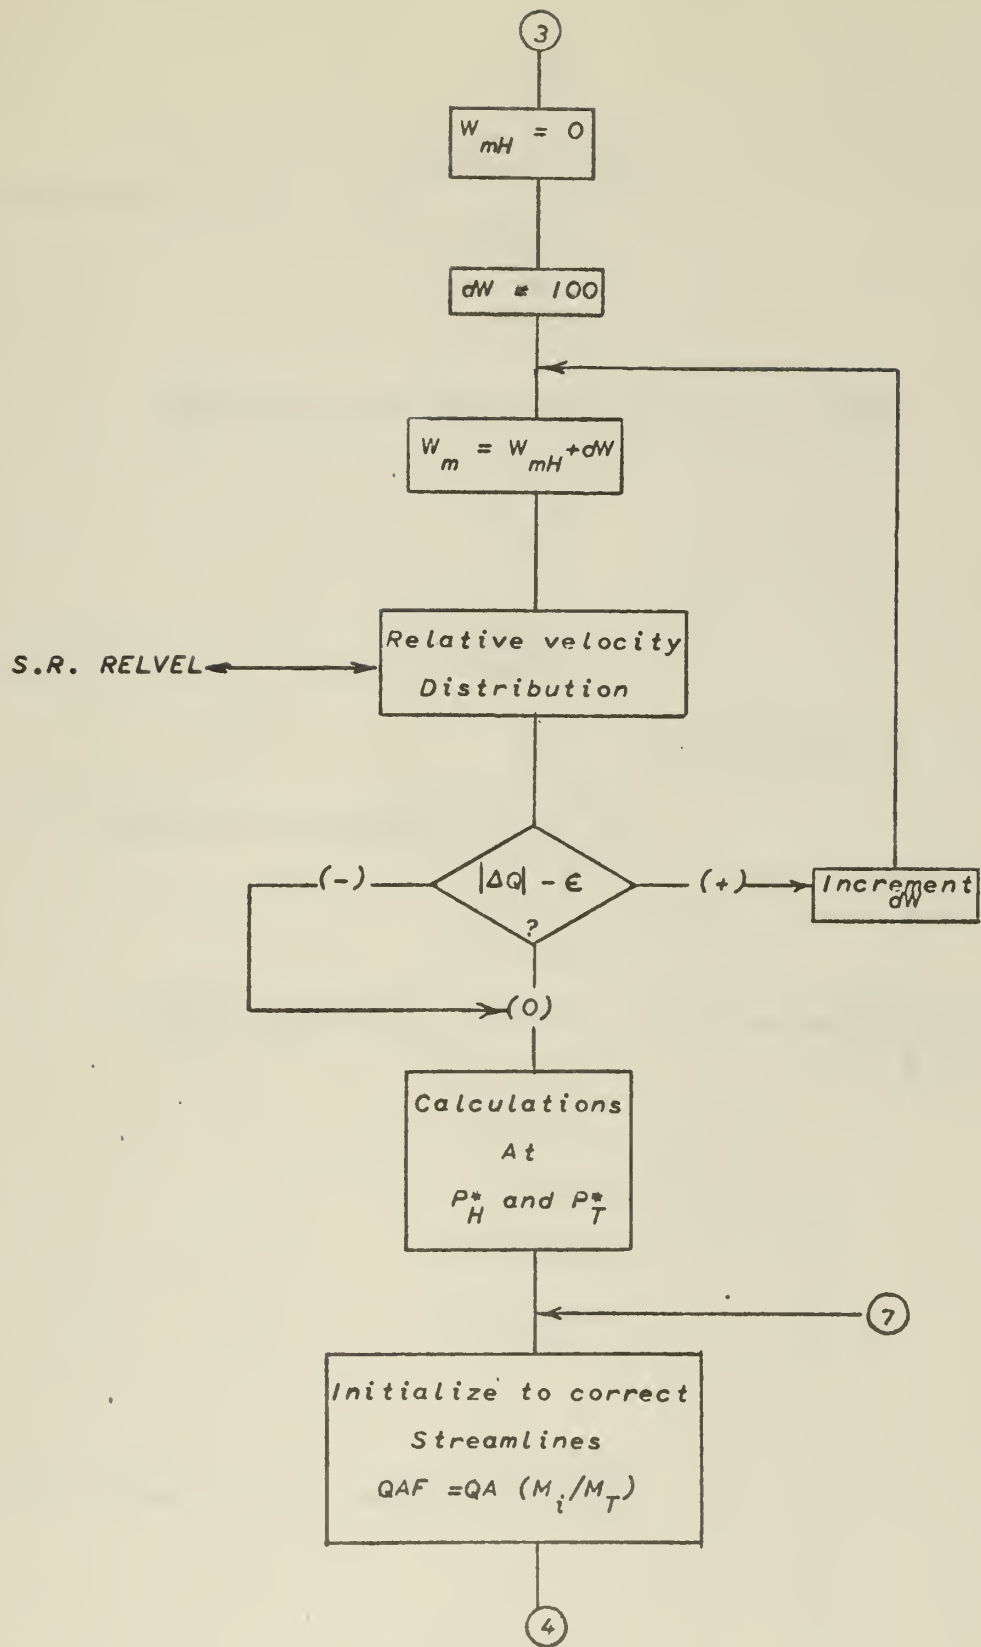 3
W_mH = 0
dW = 100
W_m = W_mH + dW
S.R. RELVEL
Relative velocity
Distribution
(-)
|ΔQ| - ϵ
?
(+)
Increment
dW
(0)
Calculations
At
P*_H and P*_T
7
Initialize to correct
Streamlines
QAF =QA (M_i/M_T)
4